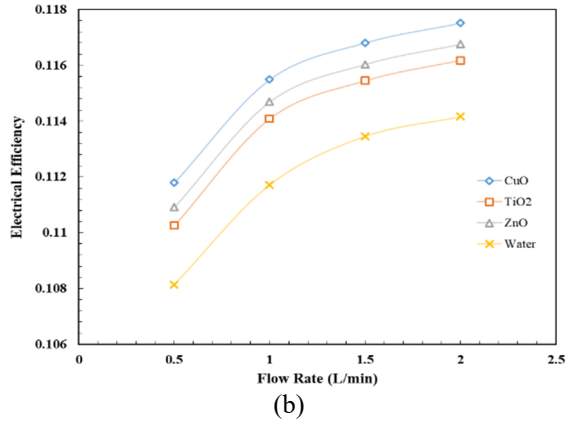 0.118
0.116
0.114
0.112
0.11
0.108
0.106
Electrical Efficiency
CuO
TiO2
ZnO
Water
0 0.5 1 1.5 2 2.5
Flow Rate (L/min)
(b)